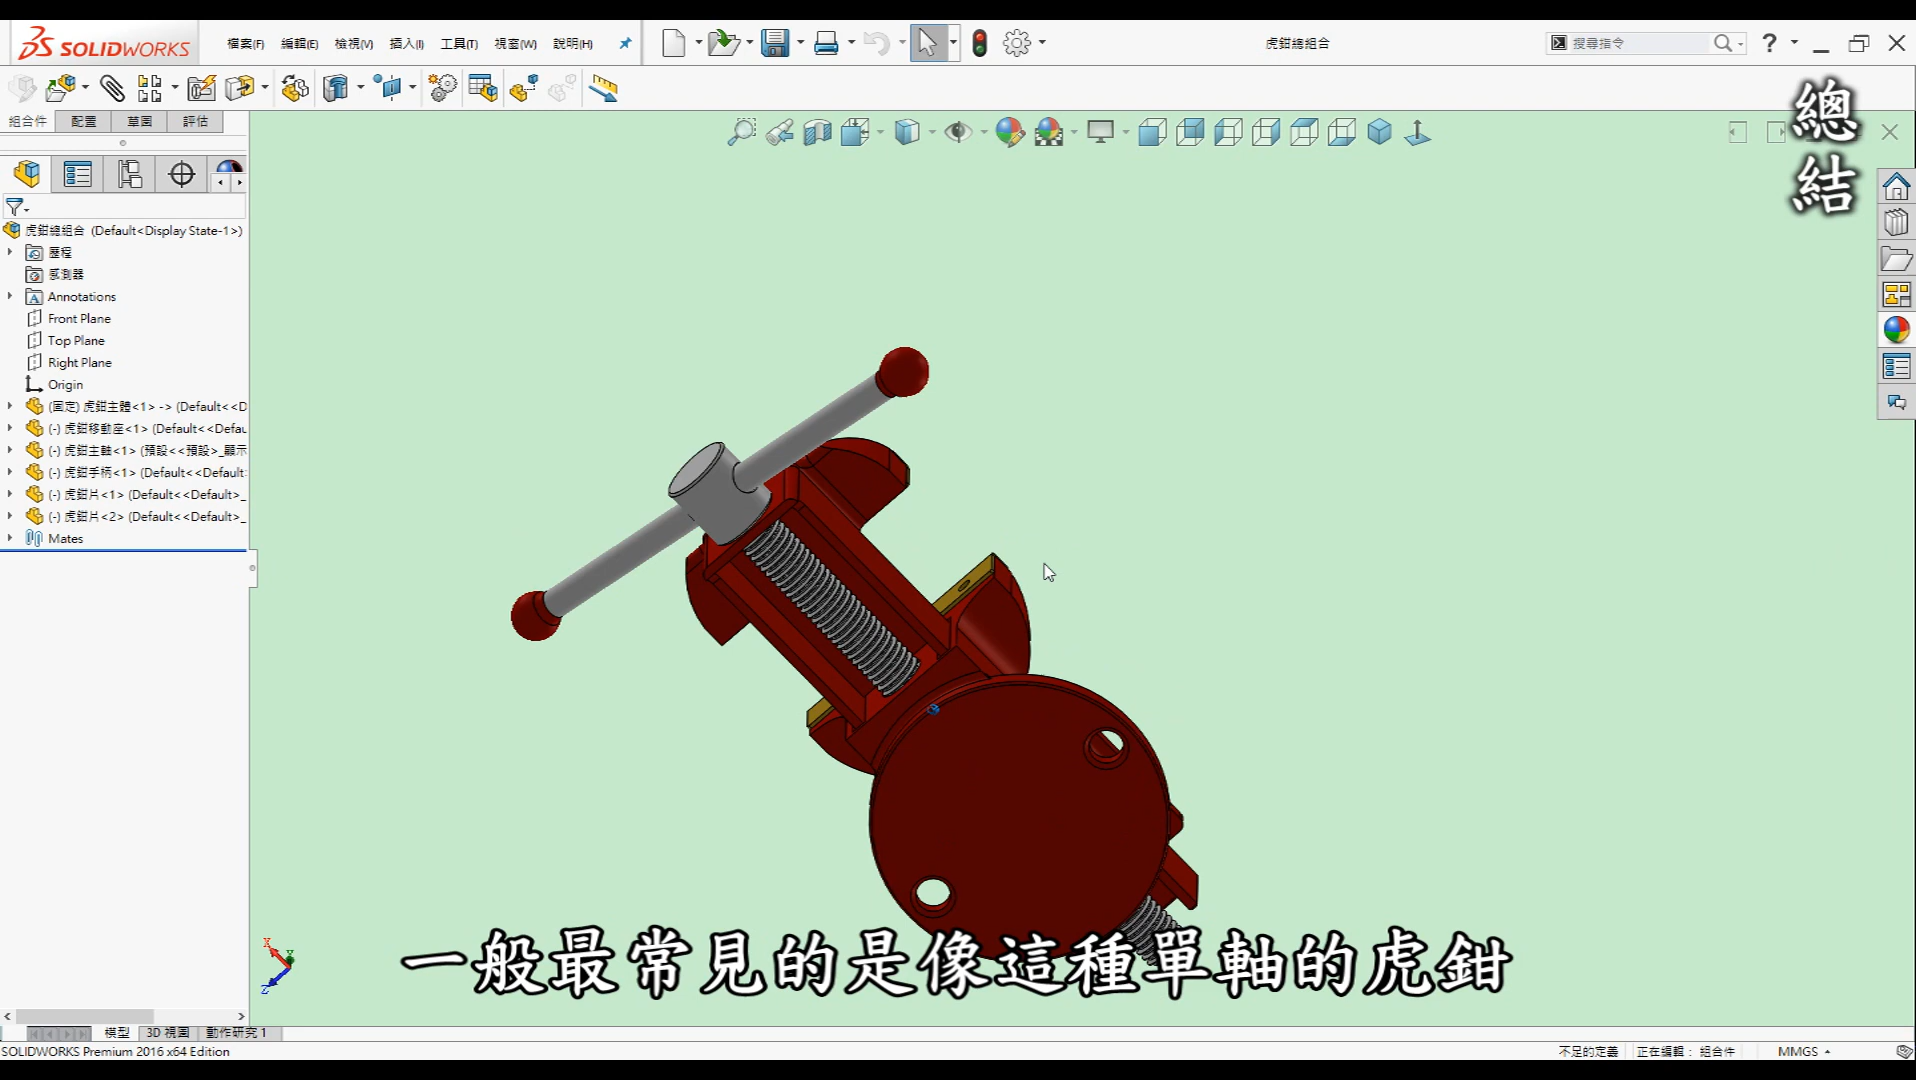 SOLIDWORKS
檔案(F) 編輯(E) 檢視(V) 插入(I) 工具(T) 視窗(W) 說明(H)
虎鉗總組合
搜尋指令
組合件 配置 草圖 評估
總結
虎鉗總組合 (Default<Display State-1>)
歷程
感測器
Annotations
Front Plane
Top Plane
Right Plane
Origin
(固定) 虎鉗主體<1> -> (Default<<D
(-) 虎鉗移動座<1> (Default<<Defau
(-) 虎鉗主軸<1> (預設<<預設>_顯示
(-) 虎鉗手柄<1> (Default<<Default
(-) 虎鉗片<1> (Default<<Default>_
(-) 虎鉗片<2> (Default<<Default>_
Mates
一般最常見的是像這種單軸的虎鉗
模型 3D 視圖 動作研究 1
SOLIDWORKS Premium 2016 x64 Edition
不足的定義 正在編輯： 組合件 MMGS